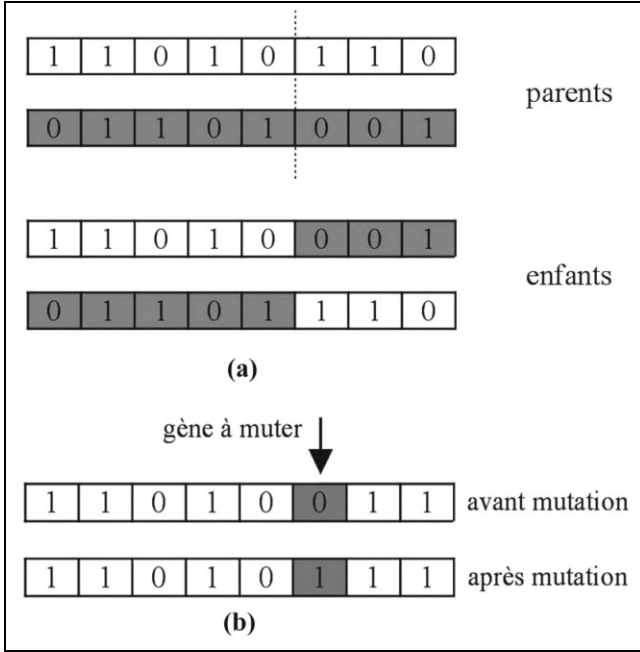 1 1 0 1 0 1 1 0
parents
0 1 1 0 1 0 0 1
1 1 0 1 0 0 0 1
enfants
0 1 1 0 1 1 1 0
(a)
gène à muter
1 1 0 1 0 0 1 1
avant mutation
1 1 0 1 0 1 1 1
après mutation
(b)